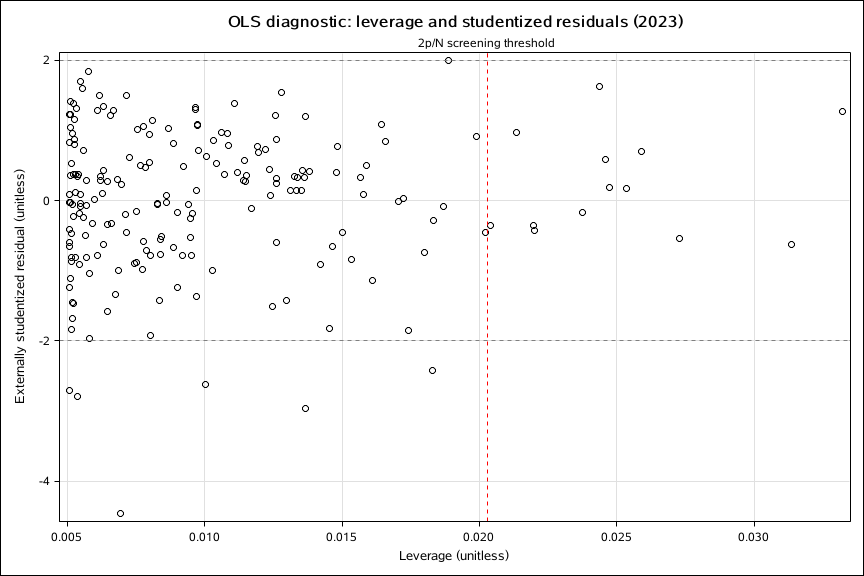 OLS diagnostic: leverage and studentized residuals (2023)
2p/N screening threshold
Externally studentized residual (unitless)
2
0
-2
-4
0.005 0.010 0.015 0.020 0.025 0.030
Leverage (unitless)